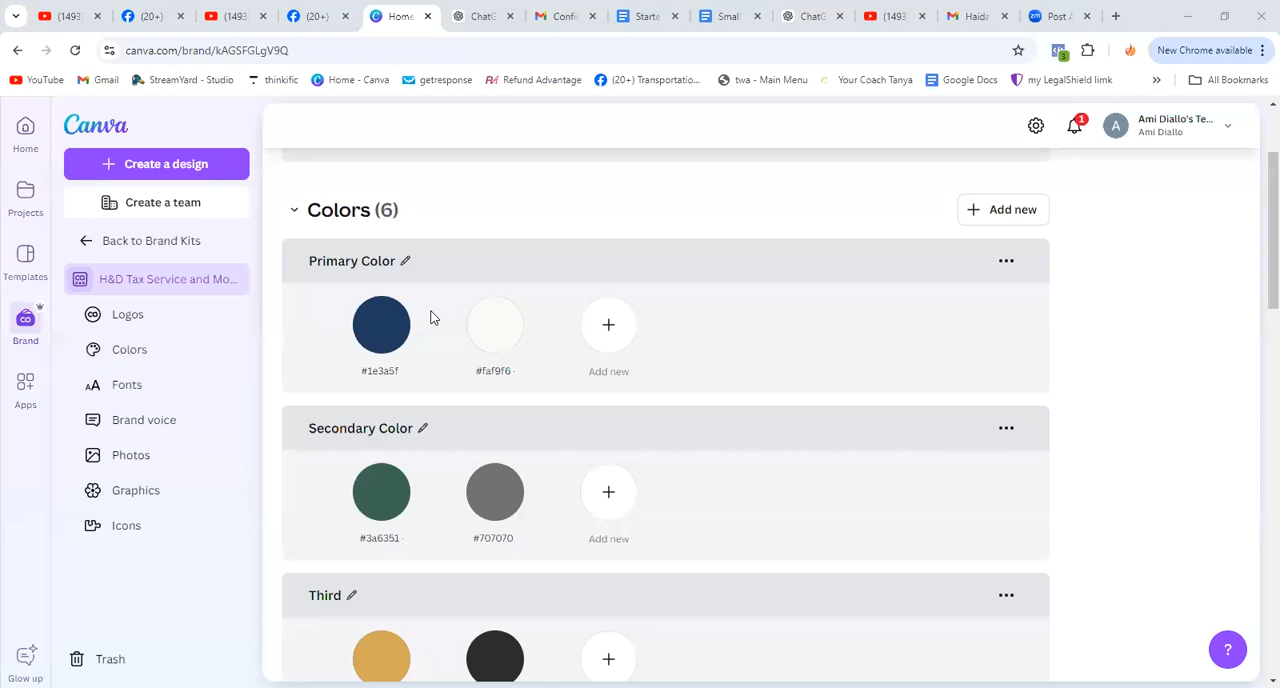 (1493
(20+)
(1493
(20+)
Home
ChatG
Confir
Starte
Small
ChatG
(1493
Haida
Post A
canva.com/brand/kAGSFGLgV9Q
New Chrome available
YouTube
Gmail
StreamYard - Studio
thinkific
Home - Canva
getresponse
Refund Advantage
(20+) Transportatio...
twa - Main Menu
Your Coach Tanya
Google Docs
my LegalShield limk
All Bookmarks
Home
Projects
Templates
Brand
Apps
Glow up
Canva
Create a design
Create a team
Back to Brand Kits
H&D Tax Service and Mo...
Logos
Colors
Fonts
Brand voice
Photos
Graphics
Icons
Trash
1
A
Ami Diallo's Te...
Ami Diallo
Colors (6)
Add new
Primary Color
#1e3a5f
#faf9f6
Add new
Secondary Color
#3a6351
#707070
Add new
Third
?